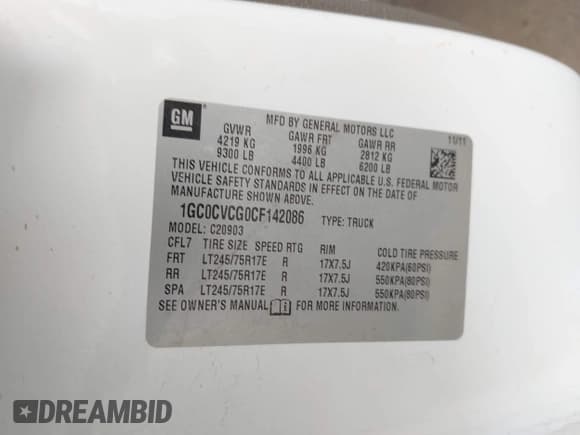 GM
MFD BY GENERAL MOTORS LLC
GVWR GAWR FRT GAWR RR 11/11
4219 KG 1996 KG 2812 KG
9300 LB 4400 LB 6200 LB
THIS VEHICLE CONFORMS TO ALL APPLICABLE U.S. FEDERAL MOTOR
VEHICLE SAFETY STANDARDS IN EFFECT ON THE DATE OF
MANUFACTURE SHOWN ABOVE.
1GC0CVCG0CF142086 TYPE: TRUCK
MODEL: C20903
CFL7 TIRE SIZE SPEED RTG RIM COLD TIRE PRESSURE
FRT LT245/75R17E R 17X7.5J 420KPA(60PSI)
RR LT245/75R17E R 17X7.5J 550KPA(80PSI)
SPA LT245/75R17E R 17X7.5J 550KPA(80PSI)
SEE OWNER'S MANUAL FOR MORE INFORMATION.
DREAMBID